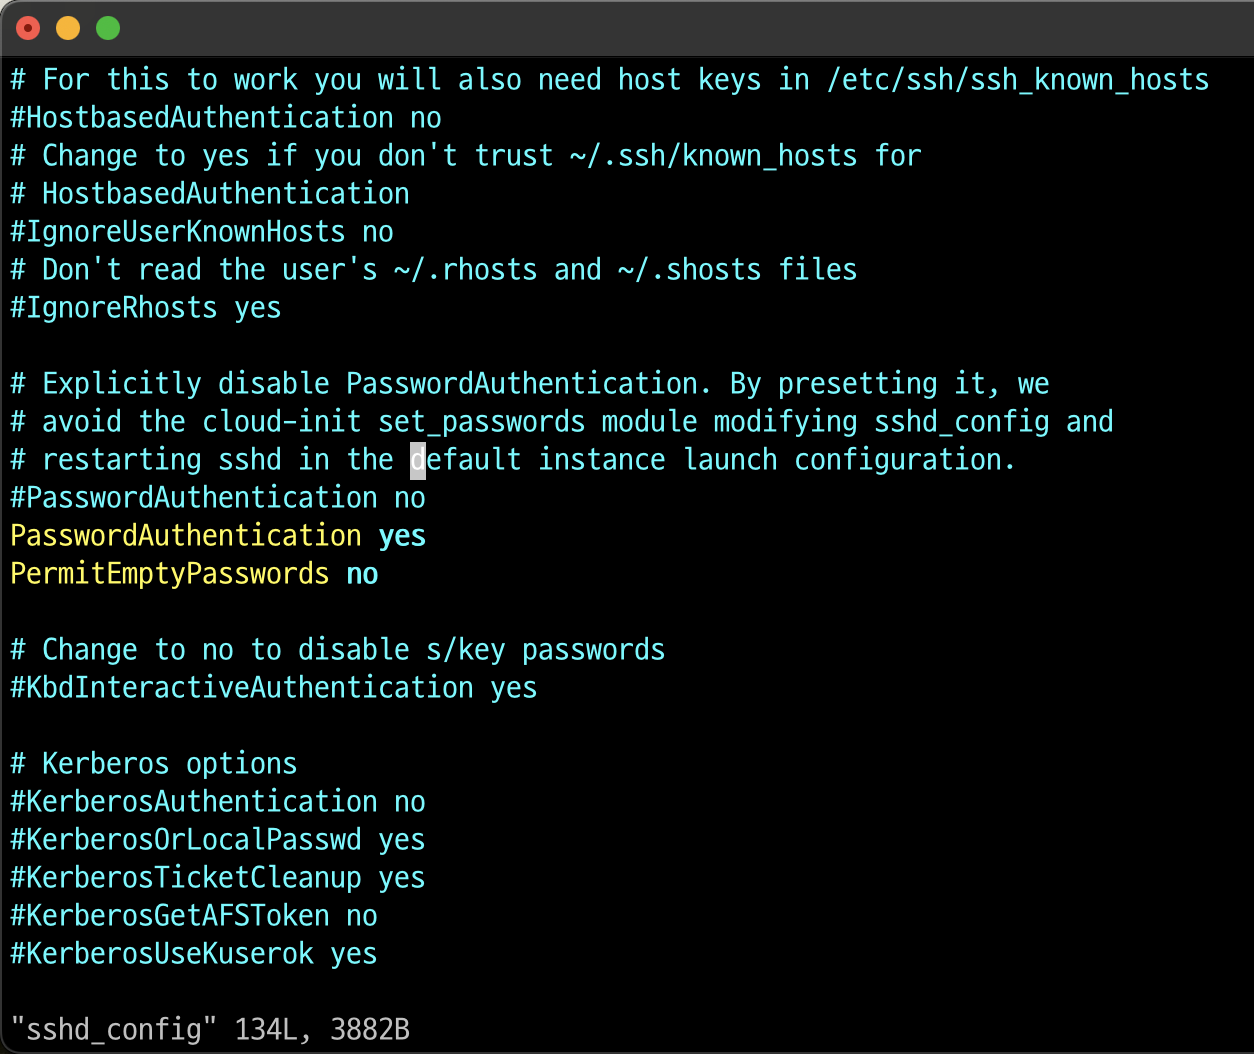 # For this to work you will also need host keys in /etc/ssh/ssh_known_hosts
#HostbasedAuthentication no
# Change to yes if you don't trust ~/.ssh/known_hosts for
# HostbasedAuthentication
#IgnoreUserKnownHosts no
# Don't read the user's ~/.rhosts and ~/.shosts files
#IgnoreRhosts yes
# Explicitly disable PasswordAuthentication. By presetting it, we
# avoid the cloud-init set_passwords module modifying sshd_config and
# restarting sshd in the default instance launch configuration.
#PasswordAuthentication no
PasswordAuthentication yes
PermitEmptyPasswords no
# Change to no to disable s/key passwords
#KbdInteractiveAuthentication yes
# Kerberos options
#KerberosAuthentication no
#KerberosOrLocalPasswd yes
#KerberosTicketCleanup yes
#KerberosGetAFSToken no
#KerberosUseKuserok yes
"sshd_config" 134L, 3882B